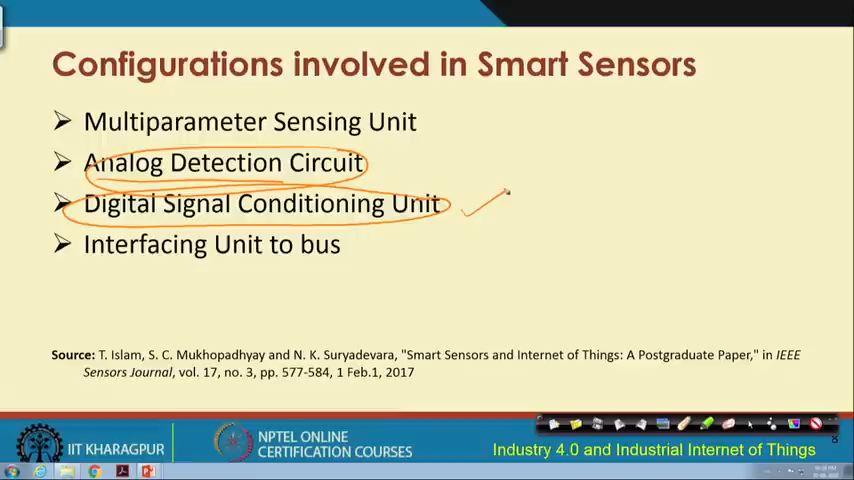 Configurations involved in Smart Sensors
Multiparameter Sensing Unit
Analog Detection Circuit
Digital Signal Conditioning Unit
Interfacing Unit to bus
Source: T. Islam, S. C. Mukhopadhyay and N. K. Suryadevara, "Smart Sensors and Internet of Things: A Postgraduate Paper," in IEEE
Sensors Journal, vol. 17, no. 3, pp. 577-584, 1 Feb.1, 2017
8
IIT KHARAGPUR
NPTEL ONLINE
CERTIFICATION COURSES
Industry 4.0 and Industrial Internet of Things